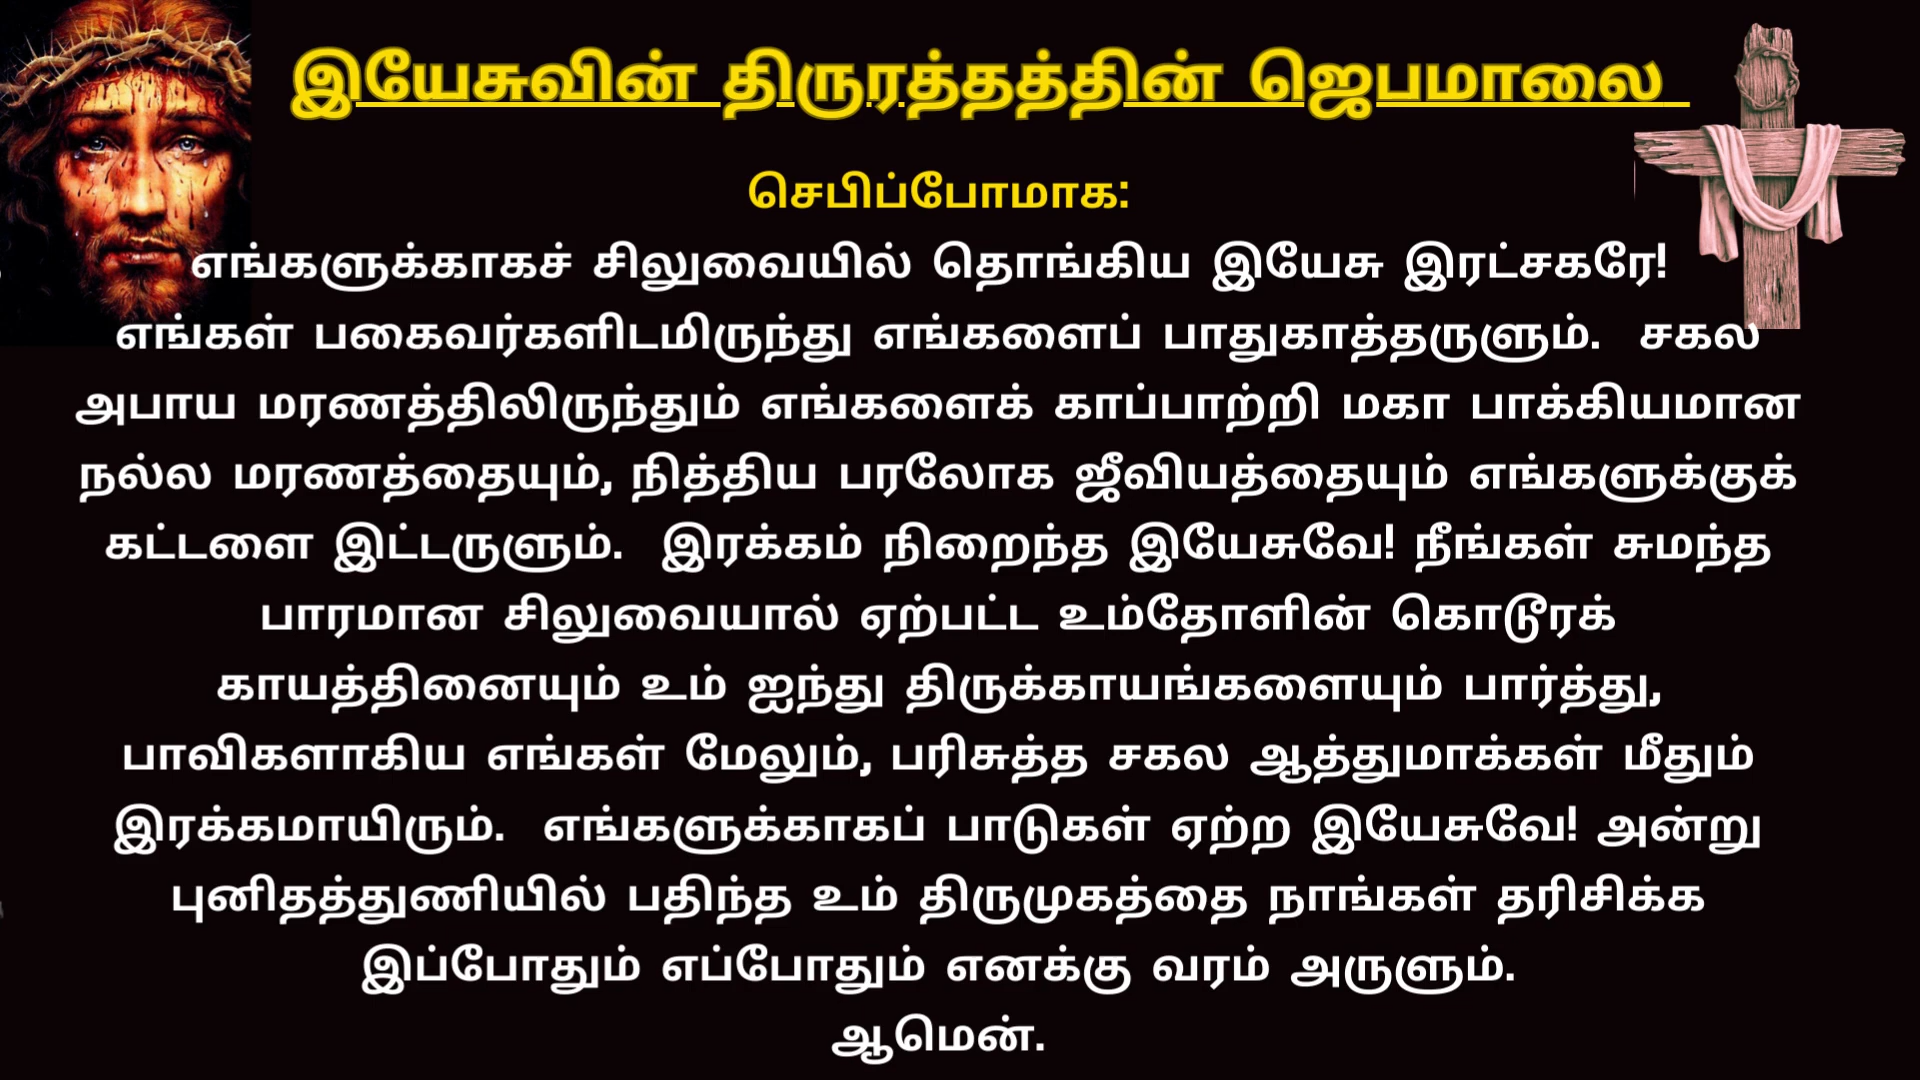 இயேசுவின் திருரத்தத்தின் ஜெபமாலை
செபிப்போமாக:
எங்களுக்காகச் சிலுவையில் தொங்கிய இயேசு இரட்சகரே!
எங்கள் பகைவர்களிடமிருந்து எங்களைப் பாதுகாத்தருளும். சகல
அபாய மரணத்திலிருந்தும் எங்களைக் காப்பாற்றி மகா பாக்கியமான
நல்ல மரணத்தையும், நித்திய பரலோக ஜீவியத்தையும் எங்களுக்குக்
கட்டளை இட்டருளும். இரக்கம் நிறைந்த இயேசுவே! நீங்கள் சுமந்த
பாரமான சிலுவையால் ஏற்பட்ட உம்தோளின் கொடூரக்
காயத்தினையும் உம் ஐந்து திருக்காயங்களையும் பார்த்து,
பாவிகளாகிய எங்கள் மேலும், பரிசுத்த சகல ஆத்துமாக்கள் மீதும்
இரக்கமாயிரும். எங்களுக்காகப் பாடுகள் ஏற்ற இயேசுவே! அன்று
புனிதத்துணியில் பதிந்த உம் திருமுகத்தை நாங்கள் தரிசிக்க
இப்போதும் எப்போதும் எனக்கு வரம் அருளும்.
ஆமென்.